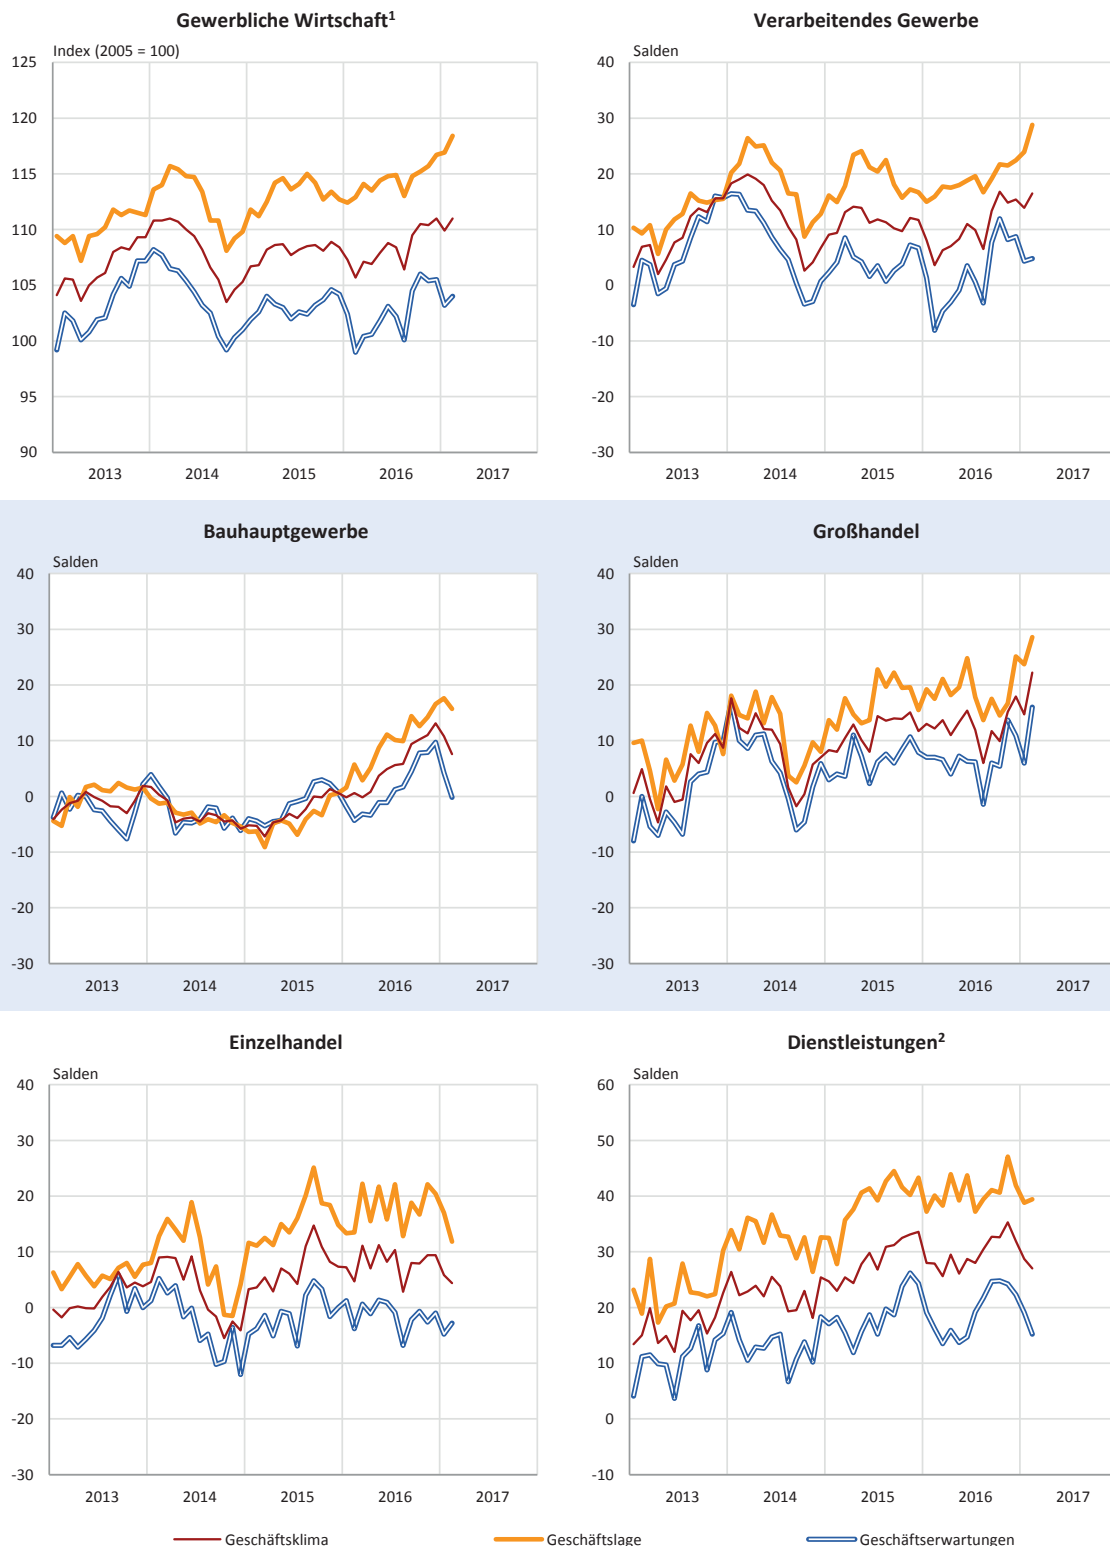 Gewerbliche Wirtschaft¹
Index (2005 = 100)
125
120
115
110
105
100
95
90
2013 2014 2015 2016 2017
Verarbeitendes Gewerbe
Salden
40
30
20
10
0
-10
-20
-30
2013 2014 2015 2016 2017
Bauhauptgewerbe
Salden
40
30
20
10
0
-10
-20
-30
2013 2014 2015 2016 2017
Großhandel
Salden
40
30
20
10
0
-10
-20
-30
2013 2014 2015 2016 2017
Einzelhandel
Salden
40
30
20
10
0
-10
-20
-30
2013 2014 2015 2016 2017
Dienstleistungen²
Salden
60
50
40
30
20
10
0
-10
2013 2014 2015 2016 2017
Geschäftsklima Geschäftslage Geschäftserwartungen